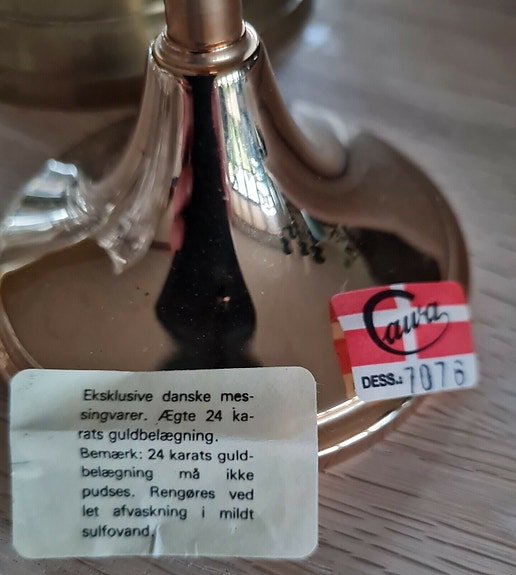 Cawa
DESS.: 7076
Eksklusive danske mes-
singvarer. Ægte 24 ka-
rats guldbelægning.
Bemærk: 24 karats guld-
belægning må ikke
pudses. Rengøres ved
let afvaskning i mildt
sulfovand.